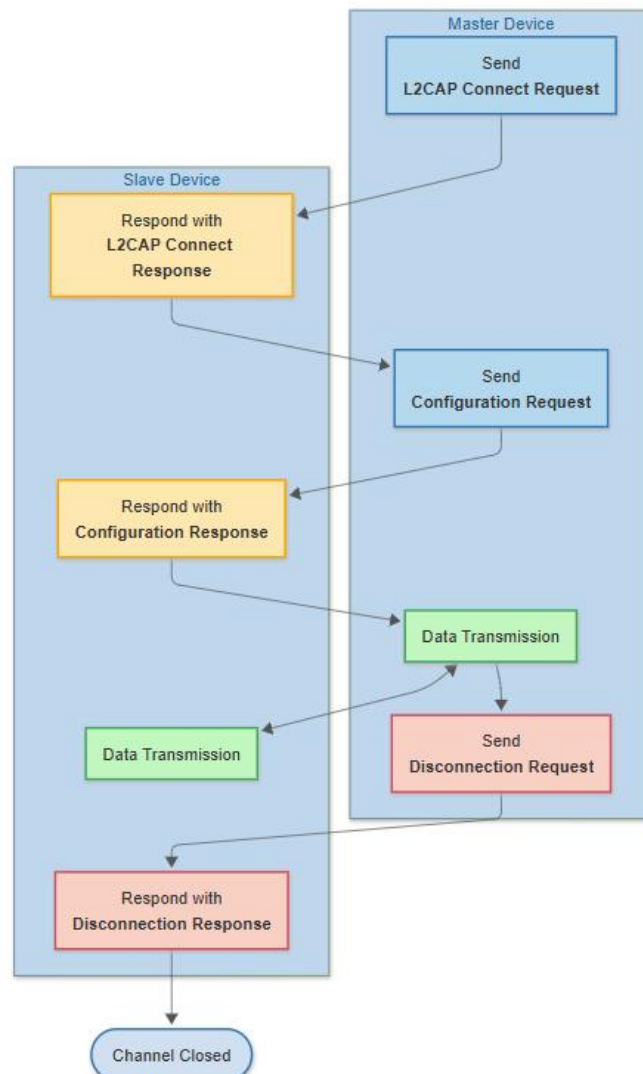 Master Device
Send
L2CAP Connect Request
Slave Device
Respond with
L2CAP Connect
Response
Send
Configuration Request
Respond with
Configuration Response
Data Transmission
Data Transmission
Send
Disconnection Request
Respond with
Disconnection Response
Channel Closed